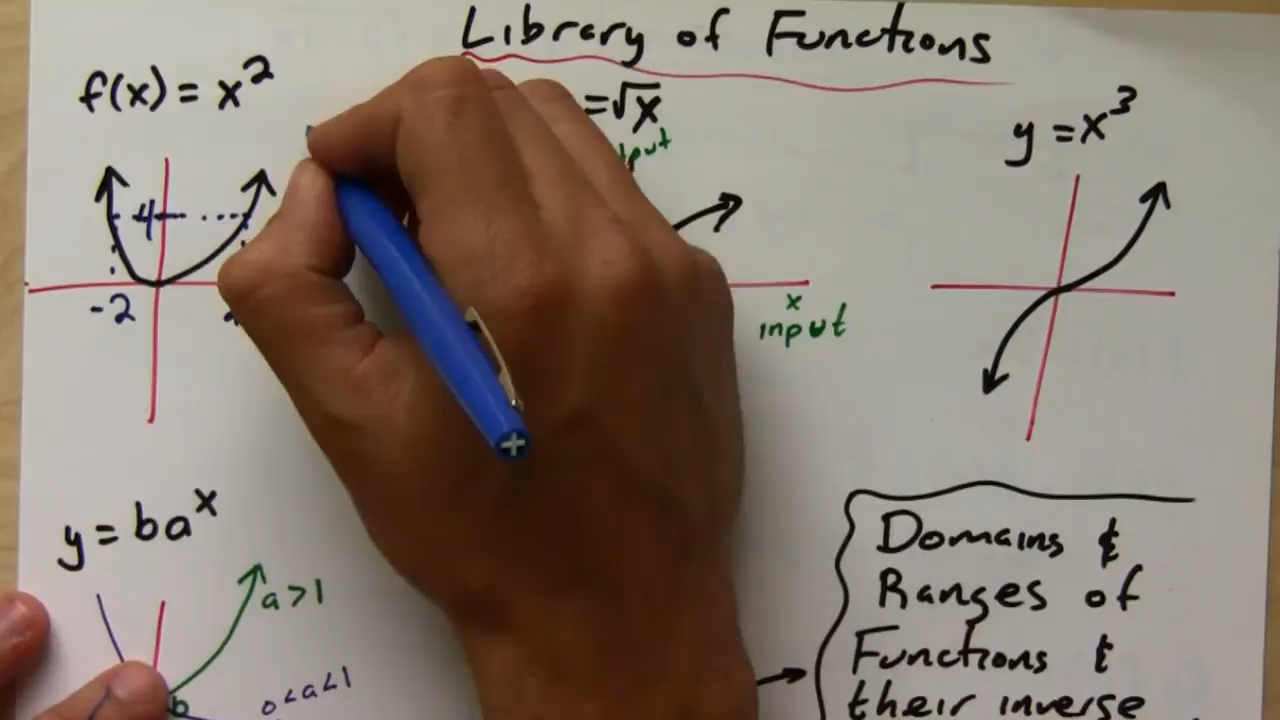 Library of Functions
f(x) = x²
= √x
y = x³
4
-2
x
input
y = baˣ
a > 1
b
0 < a < 1
Domains &
Ranges of
Functions &
their inverse